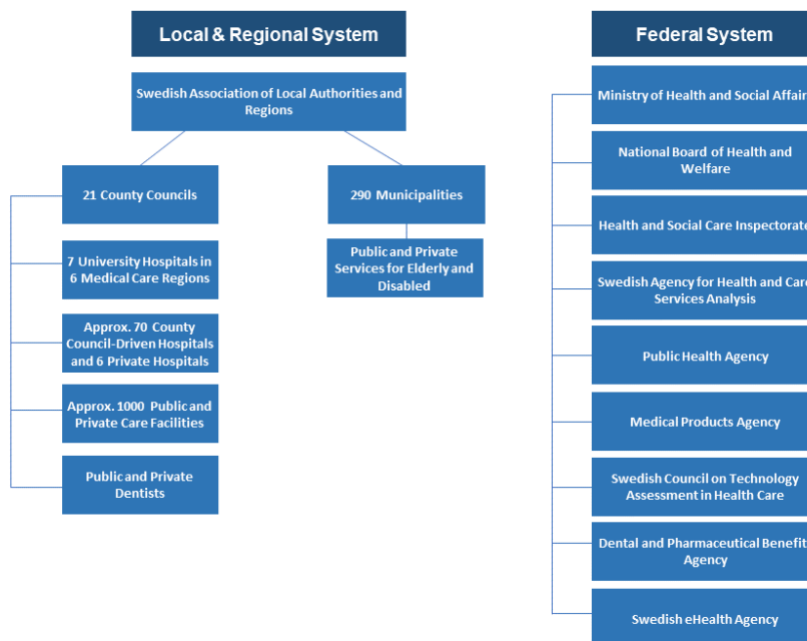 Local & Regional System
Swedish Association of Local Authorities and
Regions
21 County Councils
290 Municipalities
7 University Hospitals in
6 Medical Care Regions
Public and Private
Services for Elderly and
Disabled
Approx. 70 County
Council-Driven Hospitals
and 6 Private Hospitals
Approx. 1000 Public and
Private Care Facilities
Public and Private
Dentists
Federal System
Ministry of Health and Social Affair
National Board of Health and
Welfare
Health and Social Care Inspectorate
Swedish Agency for Health and Care
Services Analysis
Public Health Agency
Medical Products Agency
Swedish Council on Technology
Assessment in Health Care
Dental and Pharmaceutical Benefit
Agency
Swedish eHealth Agency